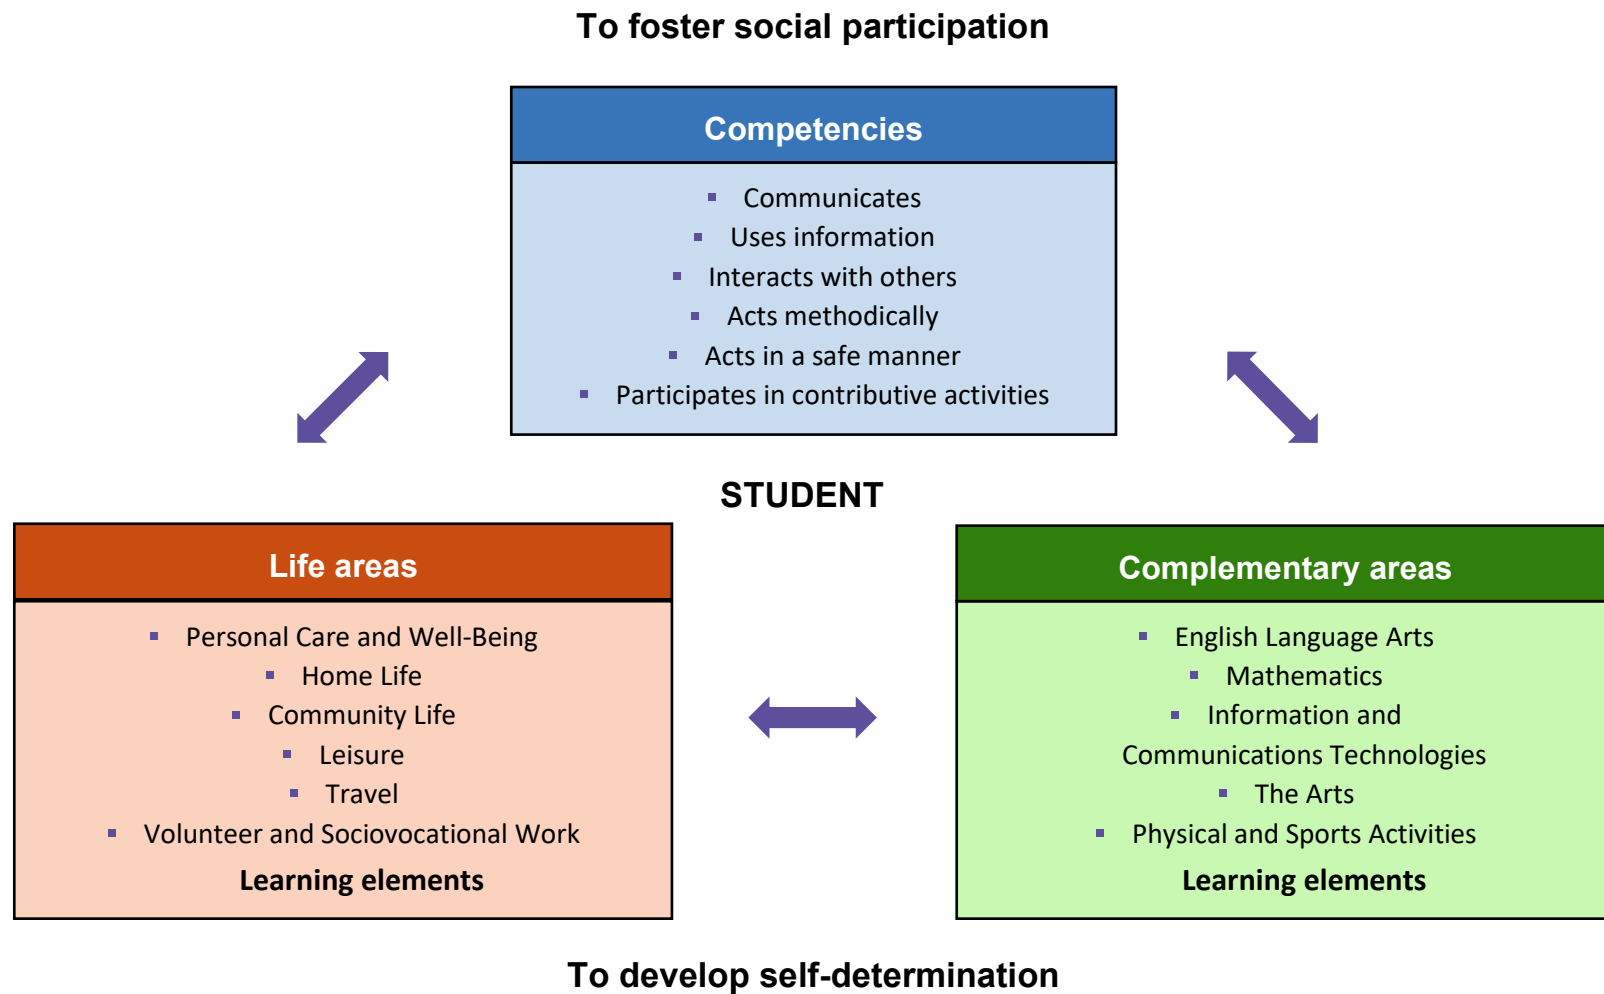 To foster social participation
Competencies
▪ Communicates
▪ Uses information
▪ Interacts with others
▪ Acts methodically
▪ Acts in a safe manner
▪ Participates in contributive activities
STUDENT
Life areas
▪ Personal Care and Well-Being
▪ Home Life
▪ Community Life
▪ Leisure
▪ Travel
▪ Volunteer and Sociovocational Work
Learning elements
Complementary areas
▪ English Language Arts
▪ Mathematics
▪ Information and
Communications Technologies
▪ The Arts
▪ Physical and Sports Activities
Learning elements
To develop self-determination